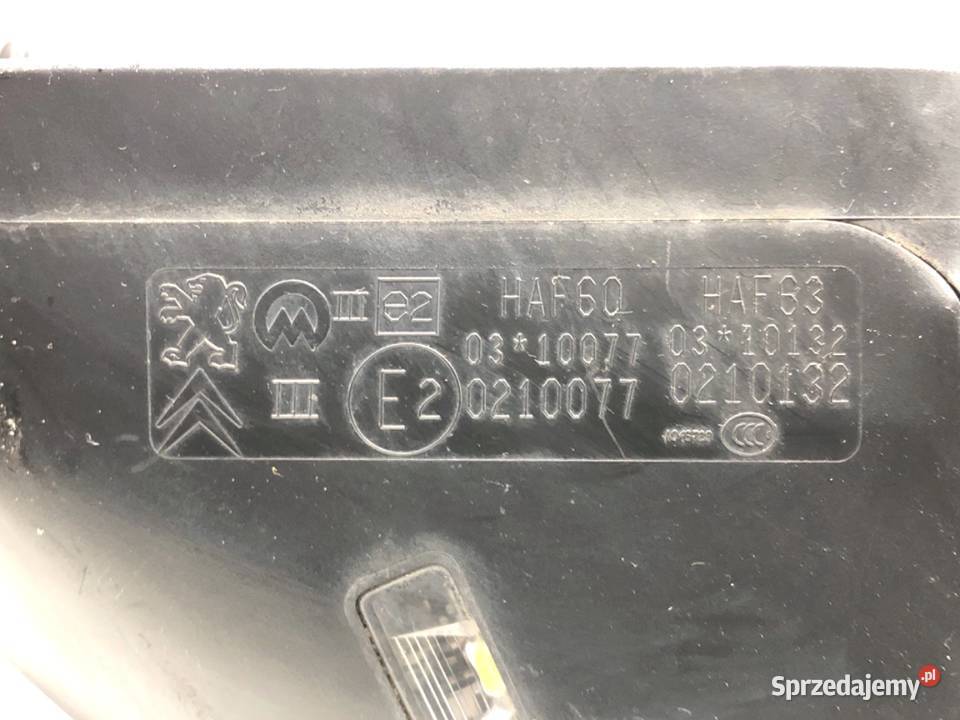 III e2 HAF60 HAF63
03*10077 03*10132
III E2 0210077 0210132
CCC
Sprzedajemy.pl